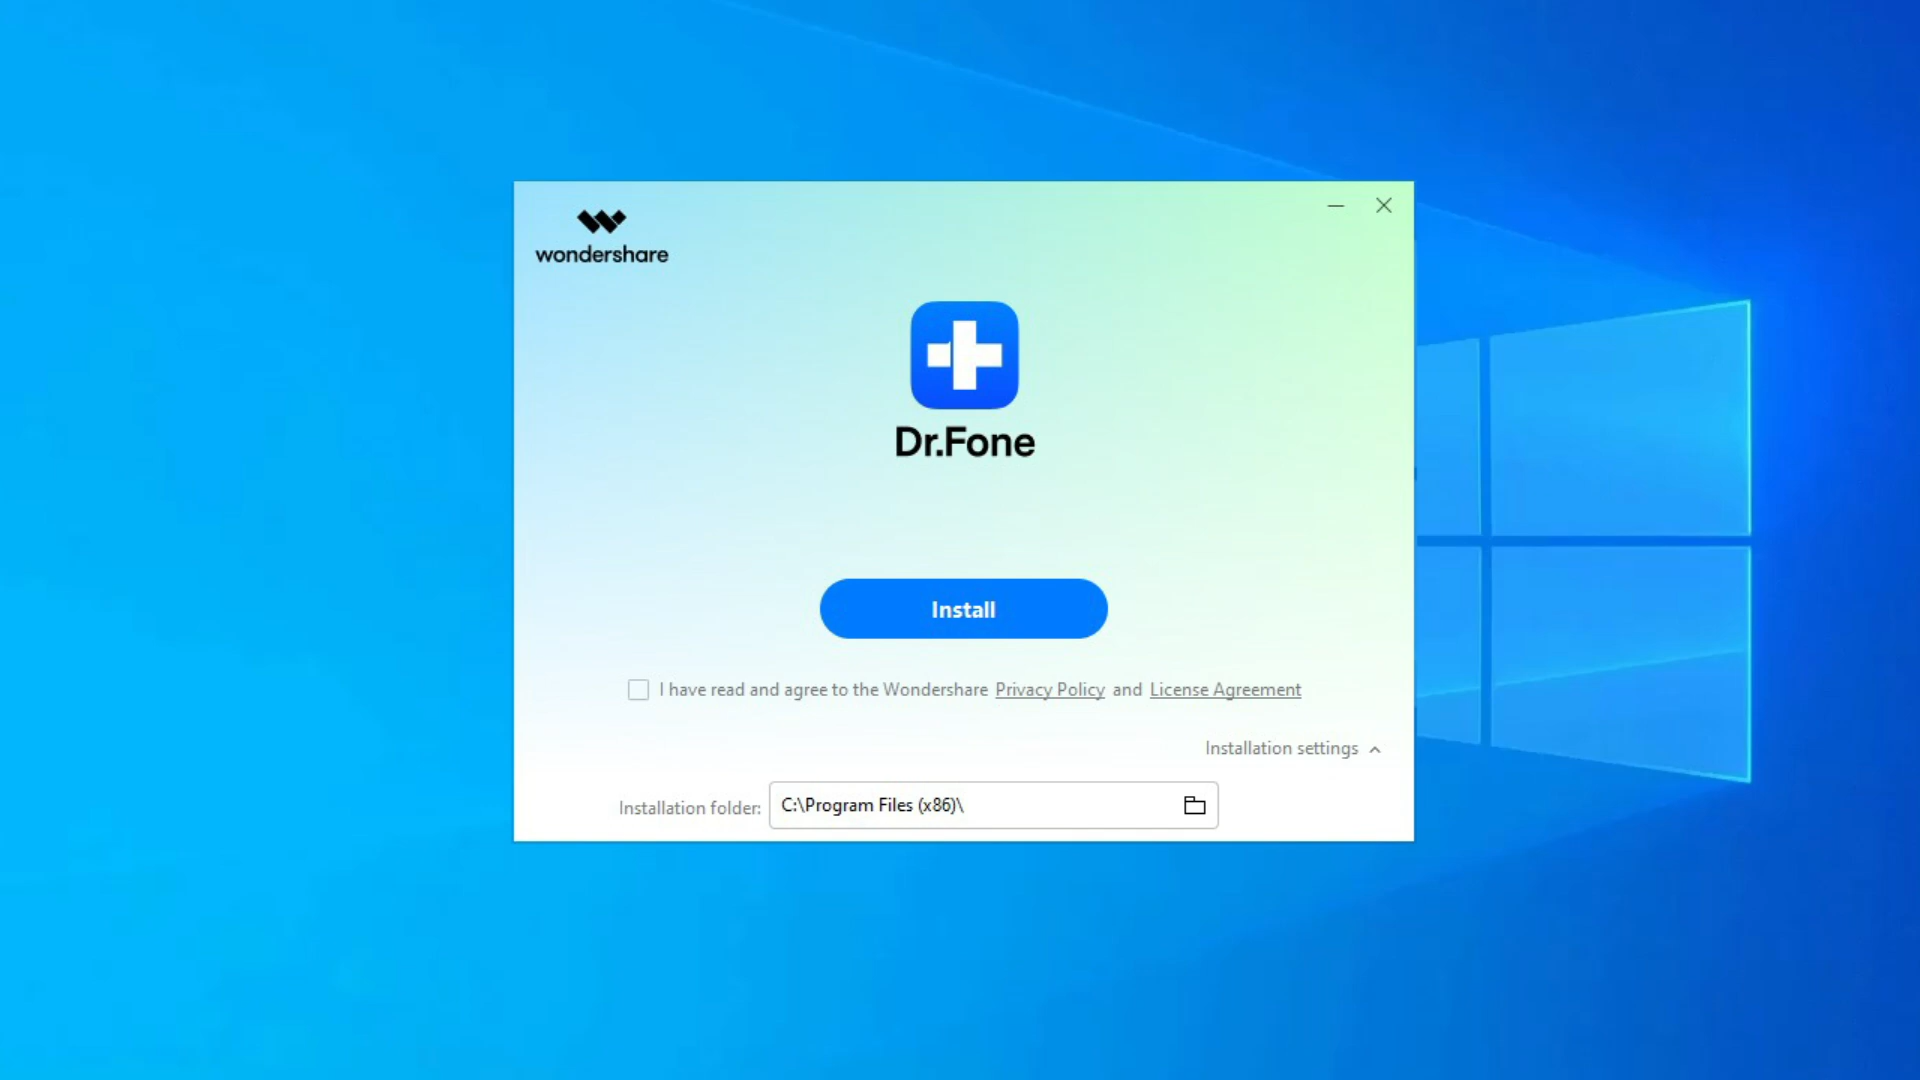 wondershare
Dr.Fone
Install
I have read and agree to the Wondershare Privacy Policy and License Agreement
Installation settings
Installation folder: C:\Program Files (x86)\